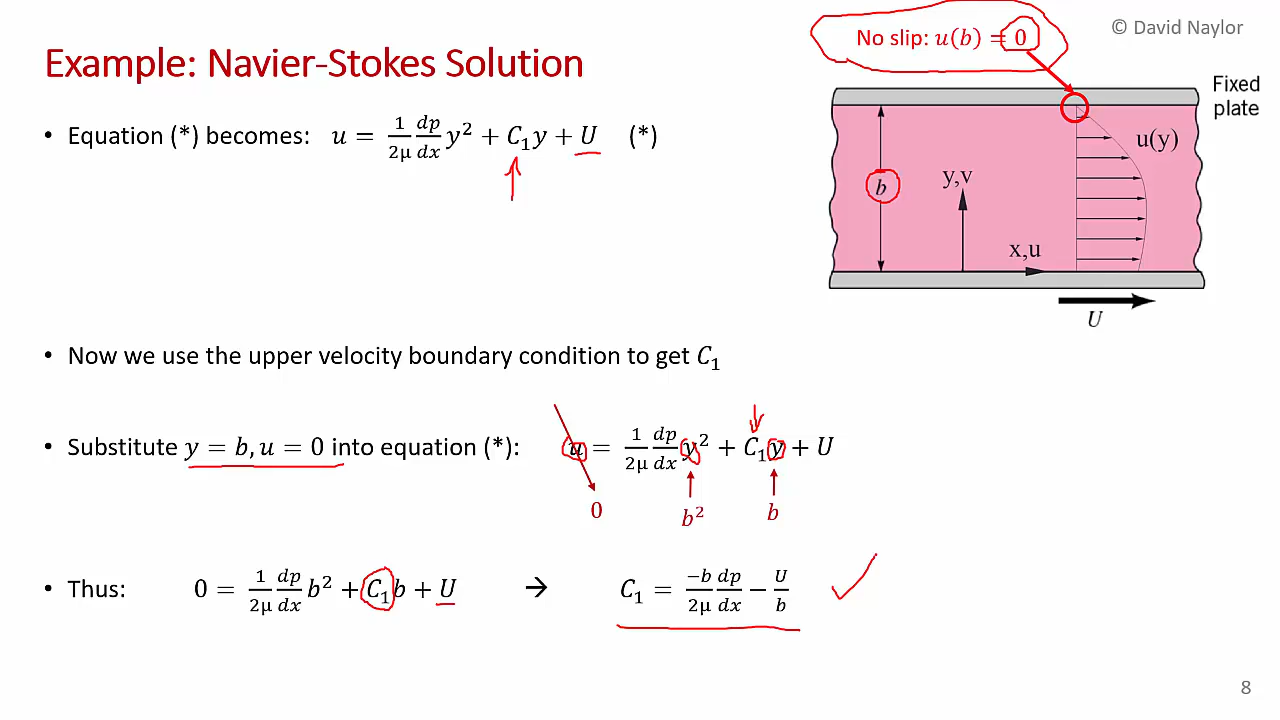 © David Naylor
No slip: u(b) = 0
Example: Navier-Stokes Solution
Fixed
plate
• Equation (*) becomes: u = 1/2μ dp/dx y² + C₁y + U (*)
u(y)
b
y,v
x,u
U
• Now we use the upper velocity boundary condition to get C₁
• Substitute y = b, u = 0 into equation (*): u = 1/2μ dp/dx y² + C₁y + U
0 b² b
• Thus: 0 = 1/2μ dp/dx b² + C₁b + U → C₁ = −b/2μ dp/dx − U/b
8